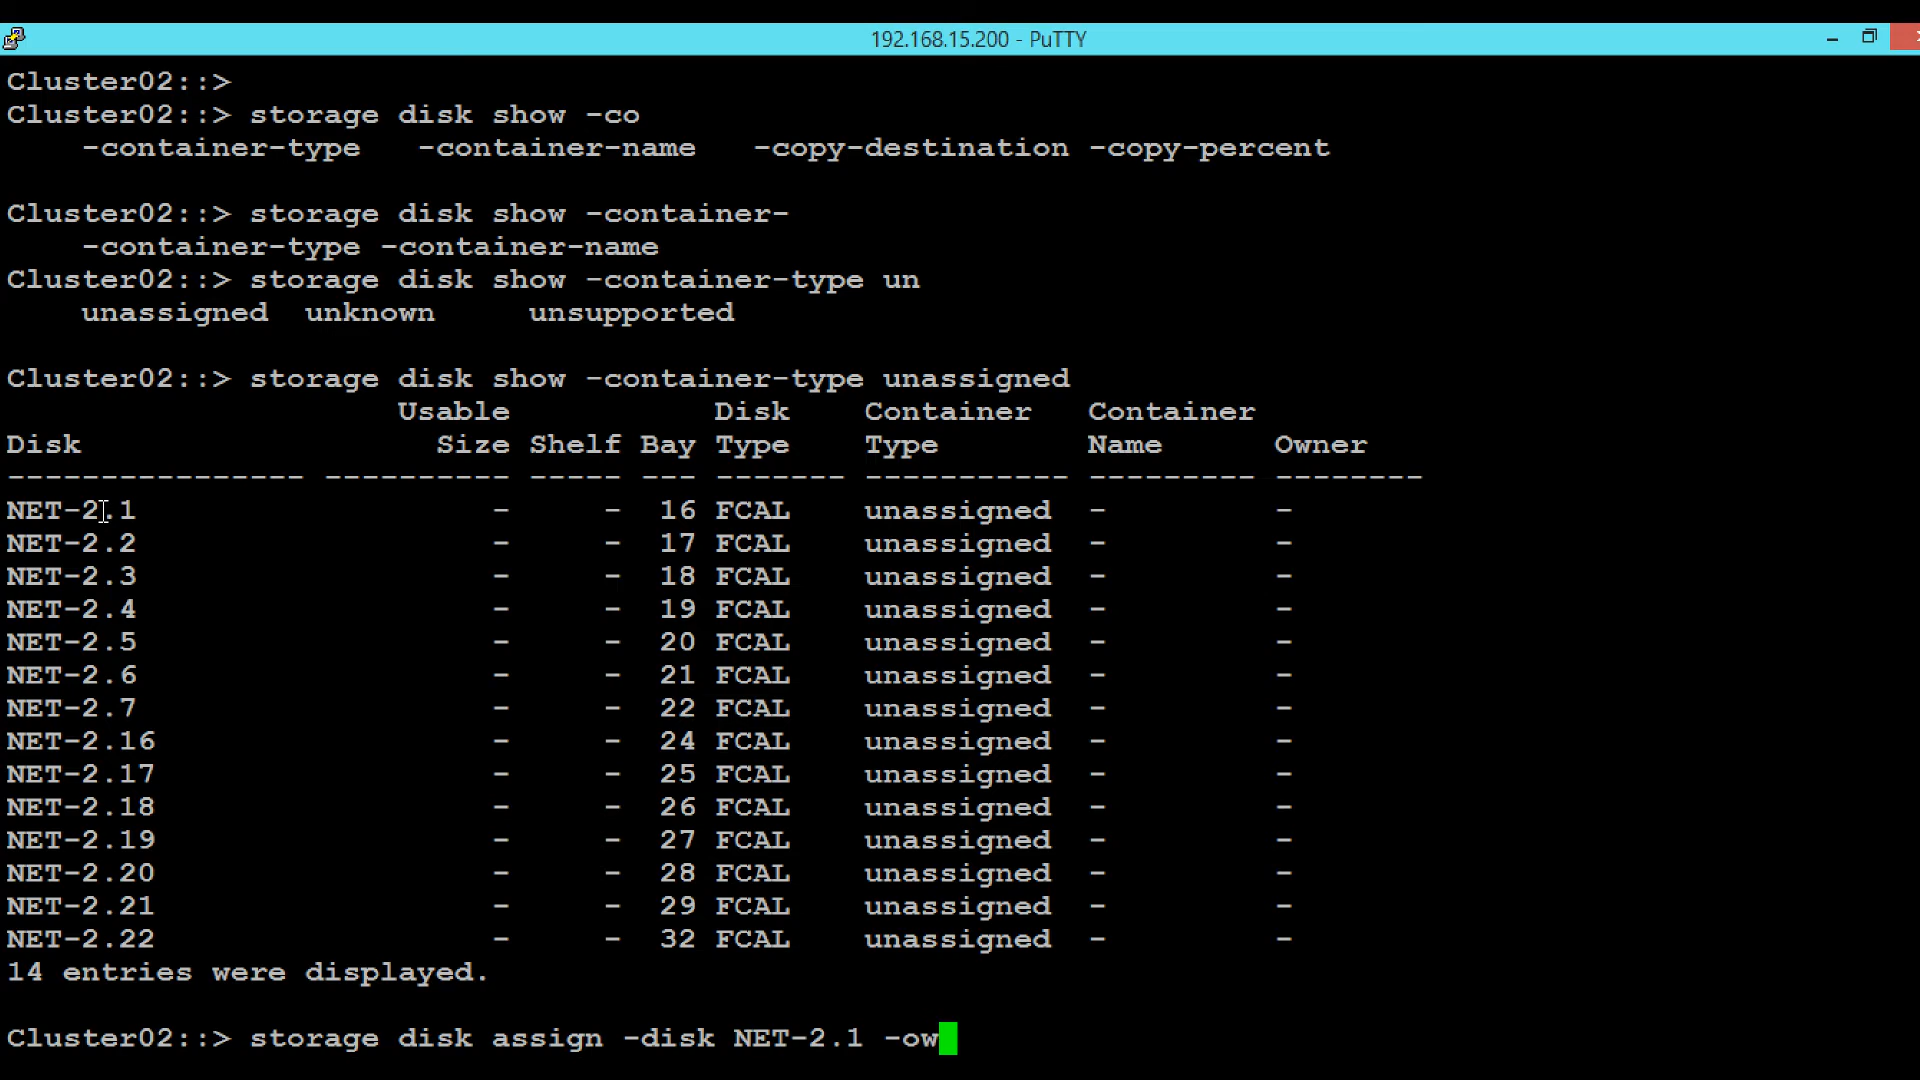 192.168.15.200 - PuTTY
Cluster02::>
Cluster02::> storage disk show -co
    -container-type   -container-name   -copy-destination -copy-percent
Cluster02::> storage disk show -container-
    -container-type -container-name
Cluster02::> storage disk show -container-type un
    unassigned  unknown     unsupported
Cluster02::> storage disk show -container-type unassigned
                     Usable           Disk    Container   Container
Disk                   Size Shelf Bay Type    Type        Name      Owner
---------------- ---------- ----- --- ------- ----------- --------- --------
NET-2.1                   -     -  16 FCAL    unassigned  -         -
NET-2.2                   -     -  17 FCAL    unassigned  -         -
NET-2.3                   -     -  18 FCAL    unassigned  -         -
NET-2.4                   -     -  19 FCAL    unassigned  -         -
NET-2.5                   -     -  20 FCAL    unassigned  -         -
NET-2.6                   -     -  21 FCAL    unassigned  -         -
NET-2.7                   -     -  22 FCAL    unassigned  -         -
NET-2.16                  -     -  24 FCAL    unassigned  -         -
NET-2.17                  -     -  25 FCAL    unassigned  -         -
NET-2.18                  -     -  26 FCAL    unassigned  -         -
NET-2.19                  -     -  27 FCAL    unassigned  -         -
NET-2.20                  -     -  28 FCAL    unassigned  -         -
NET-2.21                  -     -  29 FCAL    unassigned  -         -
NET-2.22                  -     -  32 FCAL    unassigned  -         -
14 entries were displayed.
Cluster02::> storage disk assign -disk NET-2.1 -ow